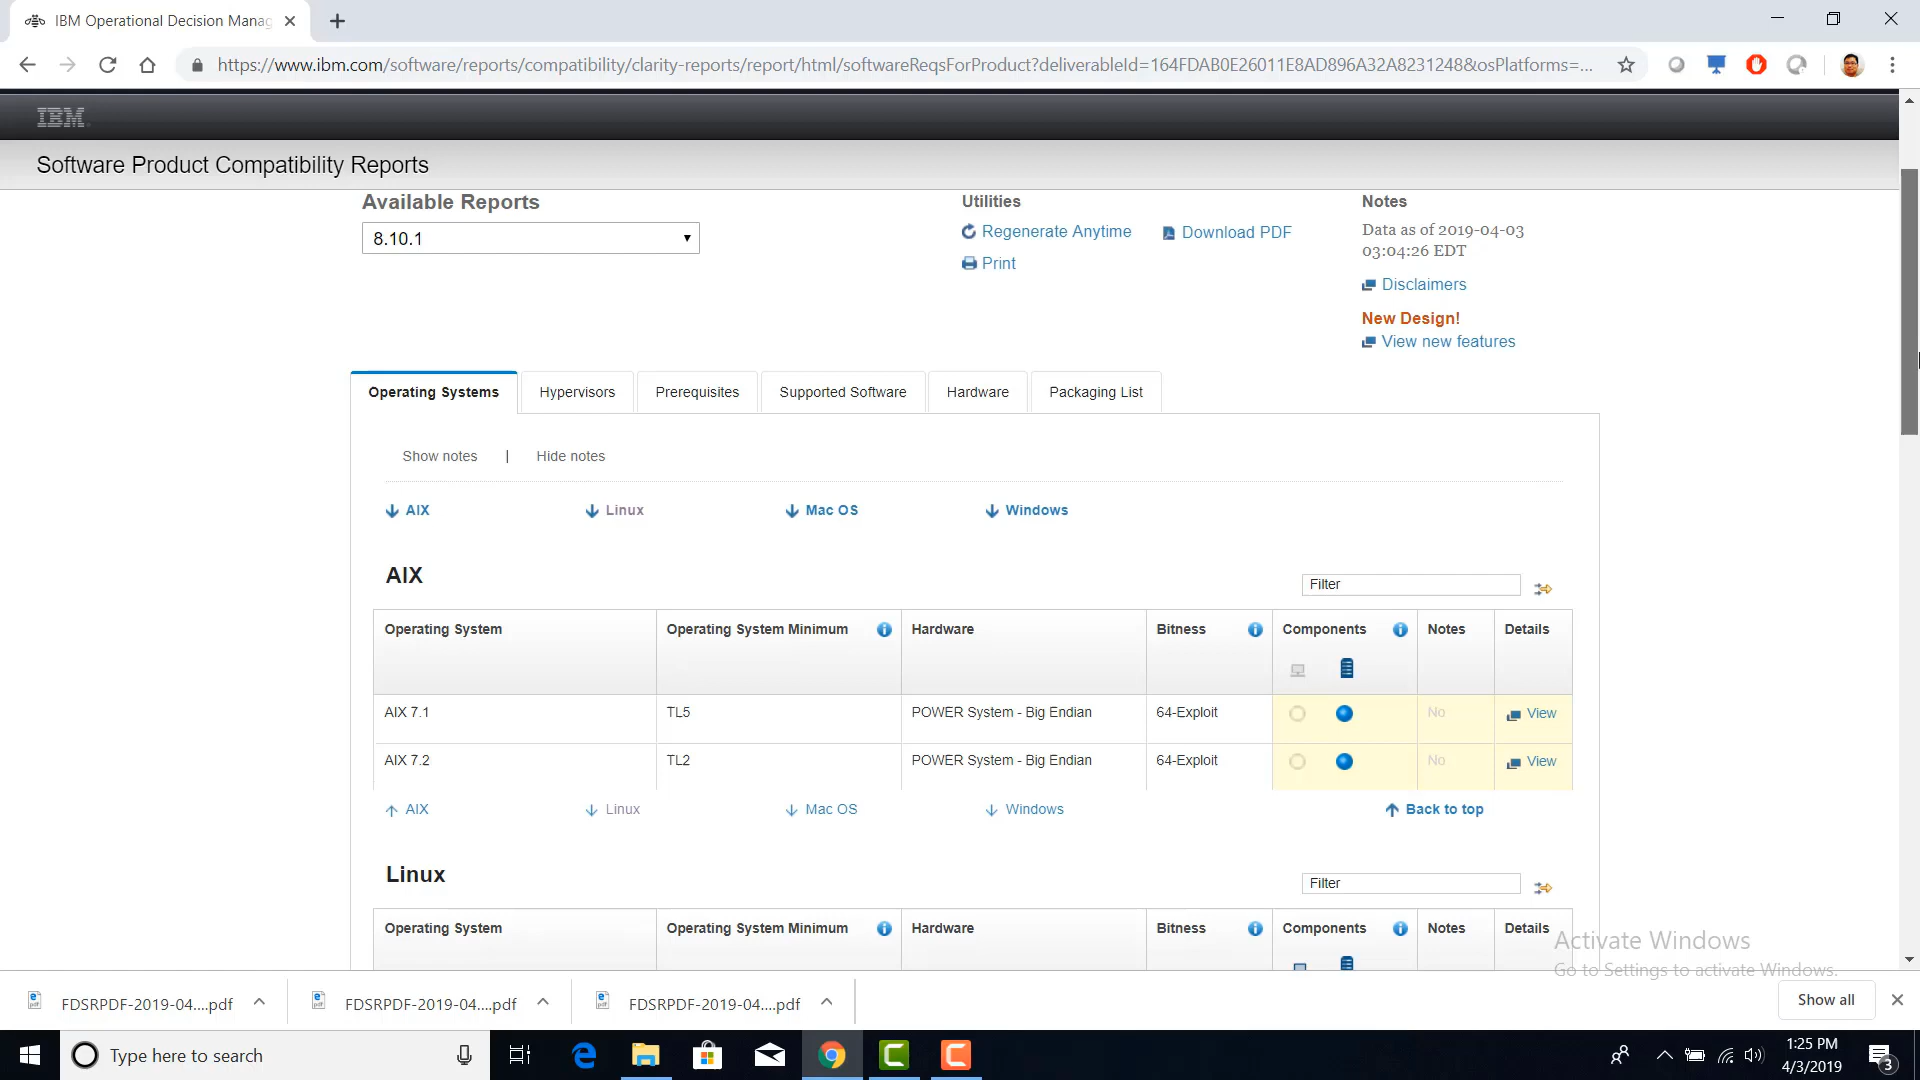 IBM Operational Decision Manag
https://www.ibm.com/software/reports/compatibility/clarity-reports/report/html/softwareReqsForProduct?deliverableId=164FDAB0E26011E8AD896A32A8231248&osPlatforms=...
IBM
Software Product Compatibility Reports
Available Reports
8.10.1
Utilities
Regenerate Anytime
Download PDF
Print
Notes
Data as of 2019-04-03
03:04:26 EDT
Disclaimers
New Design!
View new features
Operating Systems Hypervisors Prerequisites Supported Software Hardware Packaging List
Show notes | Hide notes
AIX Linux Mac OS Windows
AIX
Filter
Operating System Operating System Minimum Hardware Bitness Components Notes Details
AIX 7.1 TL5 POWER System - Big Endian 64-Exploit No View
AIX 7.2 TL2 POWER System - Big Endian 64-Exploit No View
AIX Linux Mac OS Windows Back to top
Linux
Filter
Operating System Operating System Minimum Hardware Bitness Components Notes Details
Activate Windows
Go to Settings to activate Windows.
FDSRPDF-2019-04....pdf FDSRPDF-2019-04....pdf FDSRPDF-2019-04....pdf Show all
Type here to search
1:25 PM
4/3/2019
3